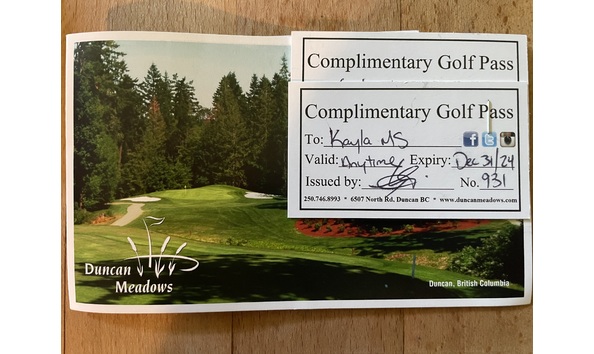 Complimentary Golf Pass
Complimentary Golf Pass
To: Kayla MS
Valid: Anytime Expiry: Dec 31/24
Issued by: No. 931
250.746.8993 * 6507 North Rd, Duncan BC * www.duncanmeadows.com
Duncan
Meadows
Duncan, British Columbia